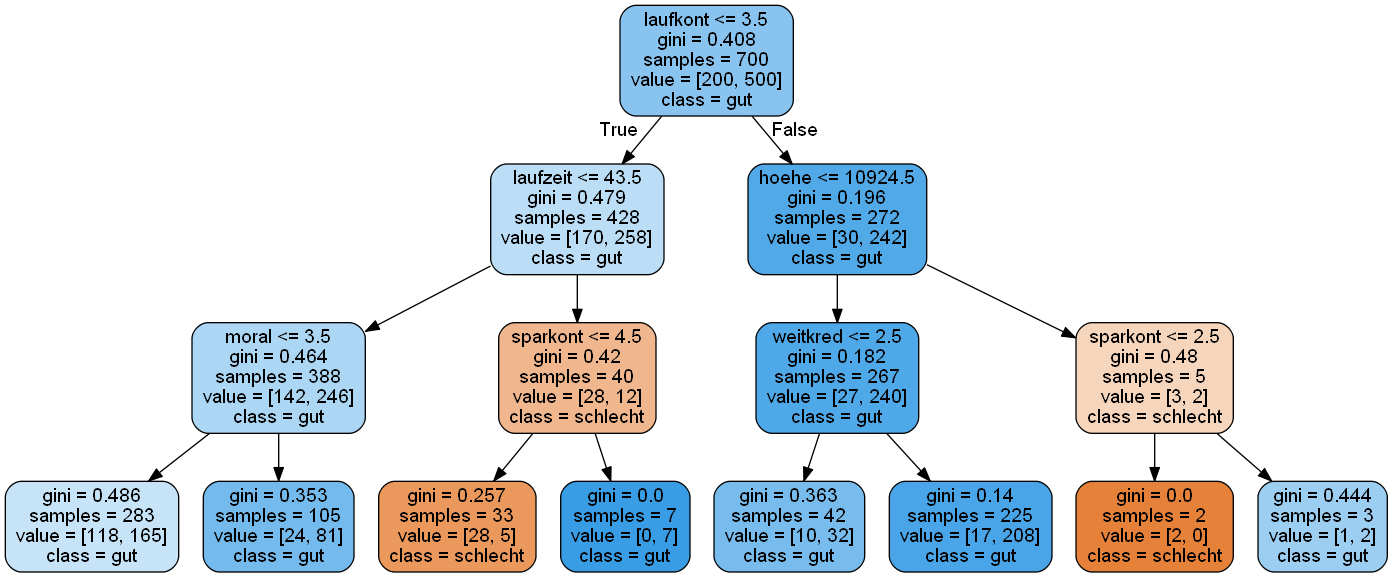 laufkont <= 3.5
gini = 0.408
samples = 700
value = [200, 500]
class = gut
True
False
laufzeit <= 43.5
gini = 0.479
samples = 428
value = [170, 258]
class = gut
hoehe <= 10924.5
gini = 0.196
samples = 272
value = [30, 242]
class = gut
moral <= 3.5
gini = 0.464
samples = 388
value = [142, 246]
class = gut
sparkont <= 4.5
gini = 0.42
samples = 40
value = [28, 12]
class = schlecht
weitkred <= 2.5
gini = 0.182
samples = 267
value = [27, 240]
class = gut
sparkont <= 2.5
gini = 0.48
samples = 5
value = [3, 2]
class = schlecht
gini = 0.486
samples = 283
value = [118, 165]
class = gut
gini = 0.353
samples = 105
value = [24, 81]
class = gut
gini = 0.257
samples = 33
value = [28, 5]
class = schlecht
gini = 0.0
samples = 7
value = [0, 7]
class = gut
gini = 0.363
samples = 42
value = [10, 32]
class = gut
gini = 0.14
samples = 225
value = [17, 208]
class = gut
gini = 0.0
samples = 2
value = [2, 0]
class = schlecht
gini = 0.444
samples = 3
value = [1, 2]
class = gut